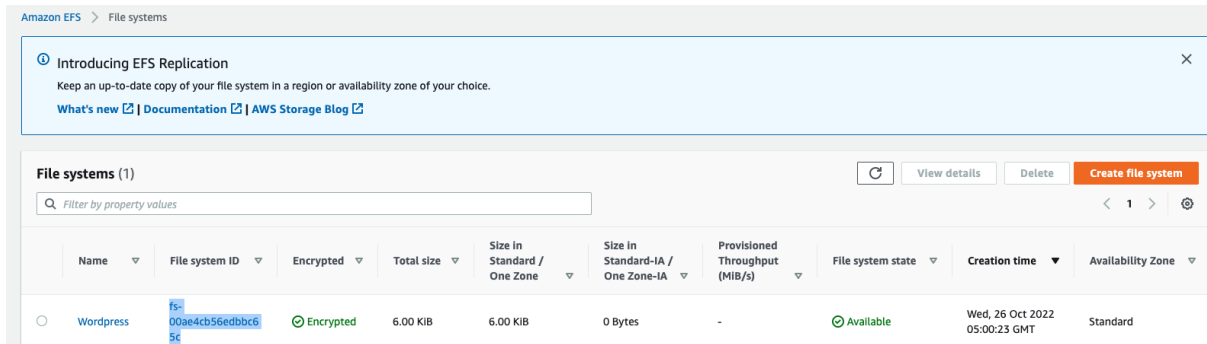 Amazon EFS > File systems
Introducing EFS Replication
Keep an up-to-date copy of your file system in a region or availability zone of your choice.
What's new | Documentation | AWS Storage Blog
File systems (1)
View details
Delete
Create file system
Filter by property values
< 1 >
Name
File system ID
Encrypted
Total size
Size in
Standard /
One Zone
Size in
Standard-IA /
One Zone-IA
Provisioned
Throughput
(MiB/s)
File system state
Creation time
Availability Zone
Wordpress
fs-
00ae4cb56edbbc6
5c
Encrypted
6.00 KiB
6.00 KiB
0 Bytes
-
Available
Wed, 26 Oct 2022
05:00:23 GMT
Standard